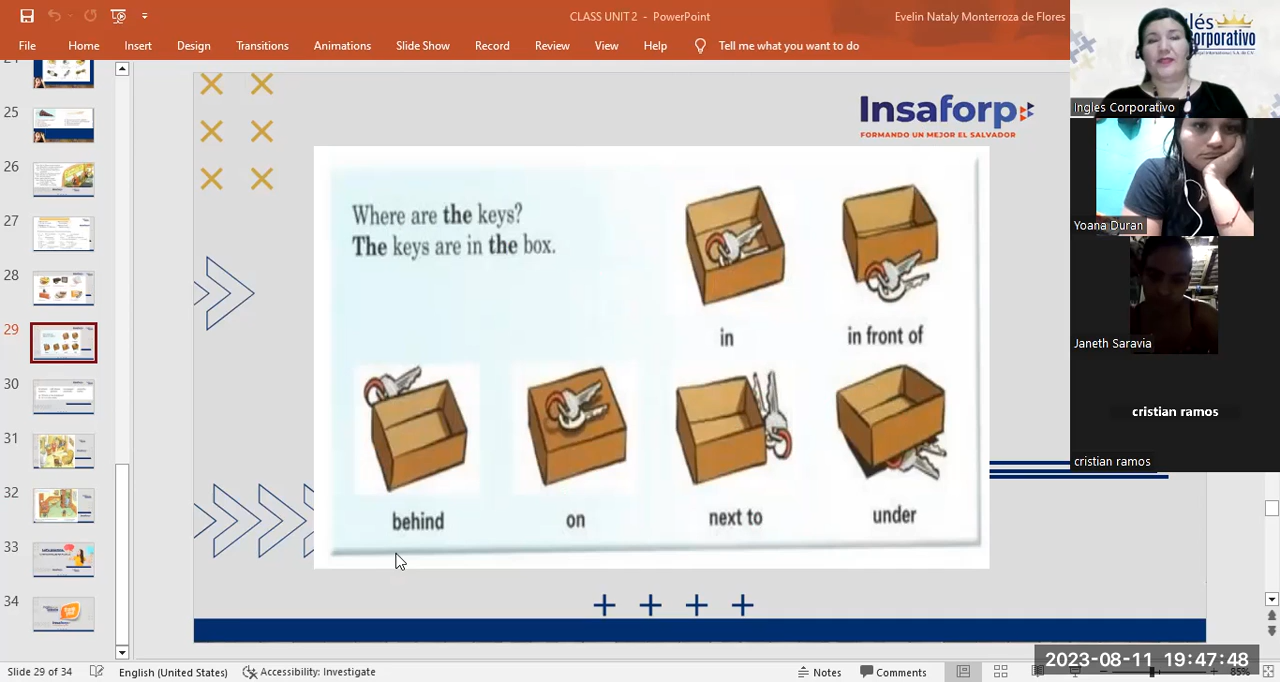 CLASS UNIT 2 - PowerPoint
Evelin Nataly Monterroza de Flores
File Home Insert Design Transitions Animations Slide Show Record Review View Help Tell me what you want to do
Insaforp
FORMANDO UN MEJOR EL SALVADOR
Where are the keys?
The keys are in the box.
in
in front of
behind
on
next to
under
25
26
27
28
29
30
31
32
33
34
glés
corporativo
Ingles Corporativo
Yoana Duran
Janeth Saravia
cristian ramos
cristian ramos
Slide 29 of 34
English (United States)
Accessibility: Investigate
Notes
Comments
85%
2023-08-11 19:47:48